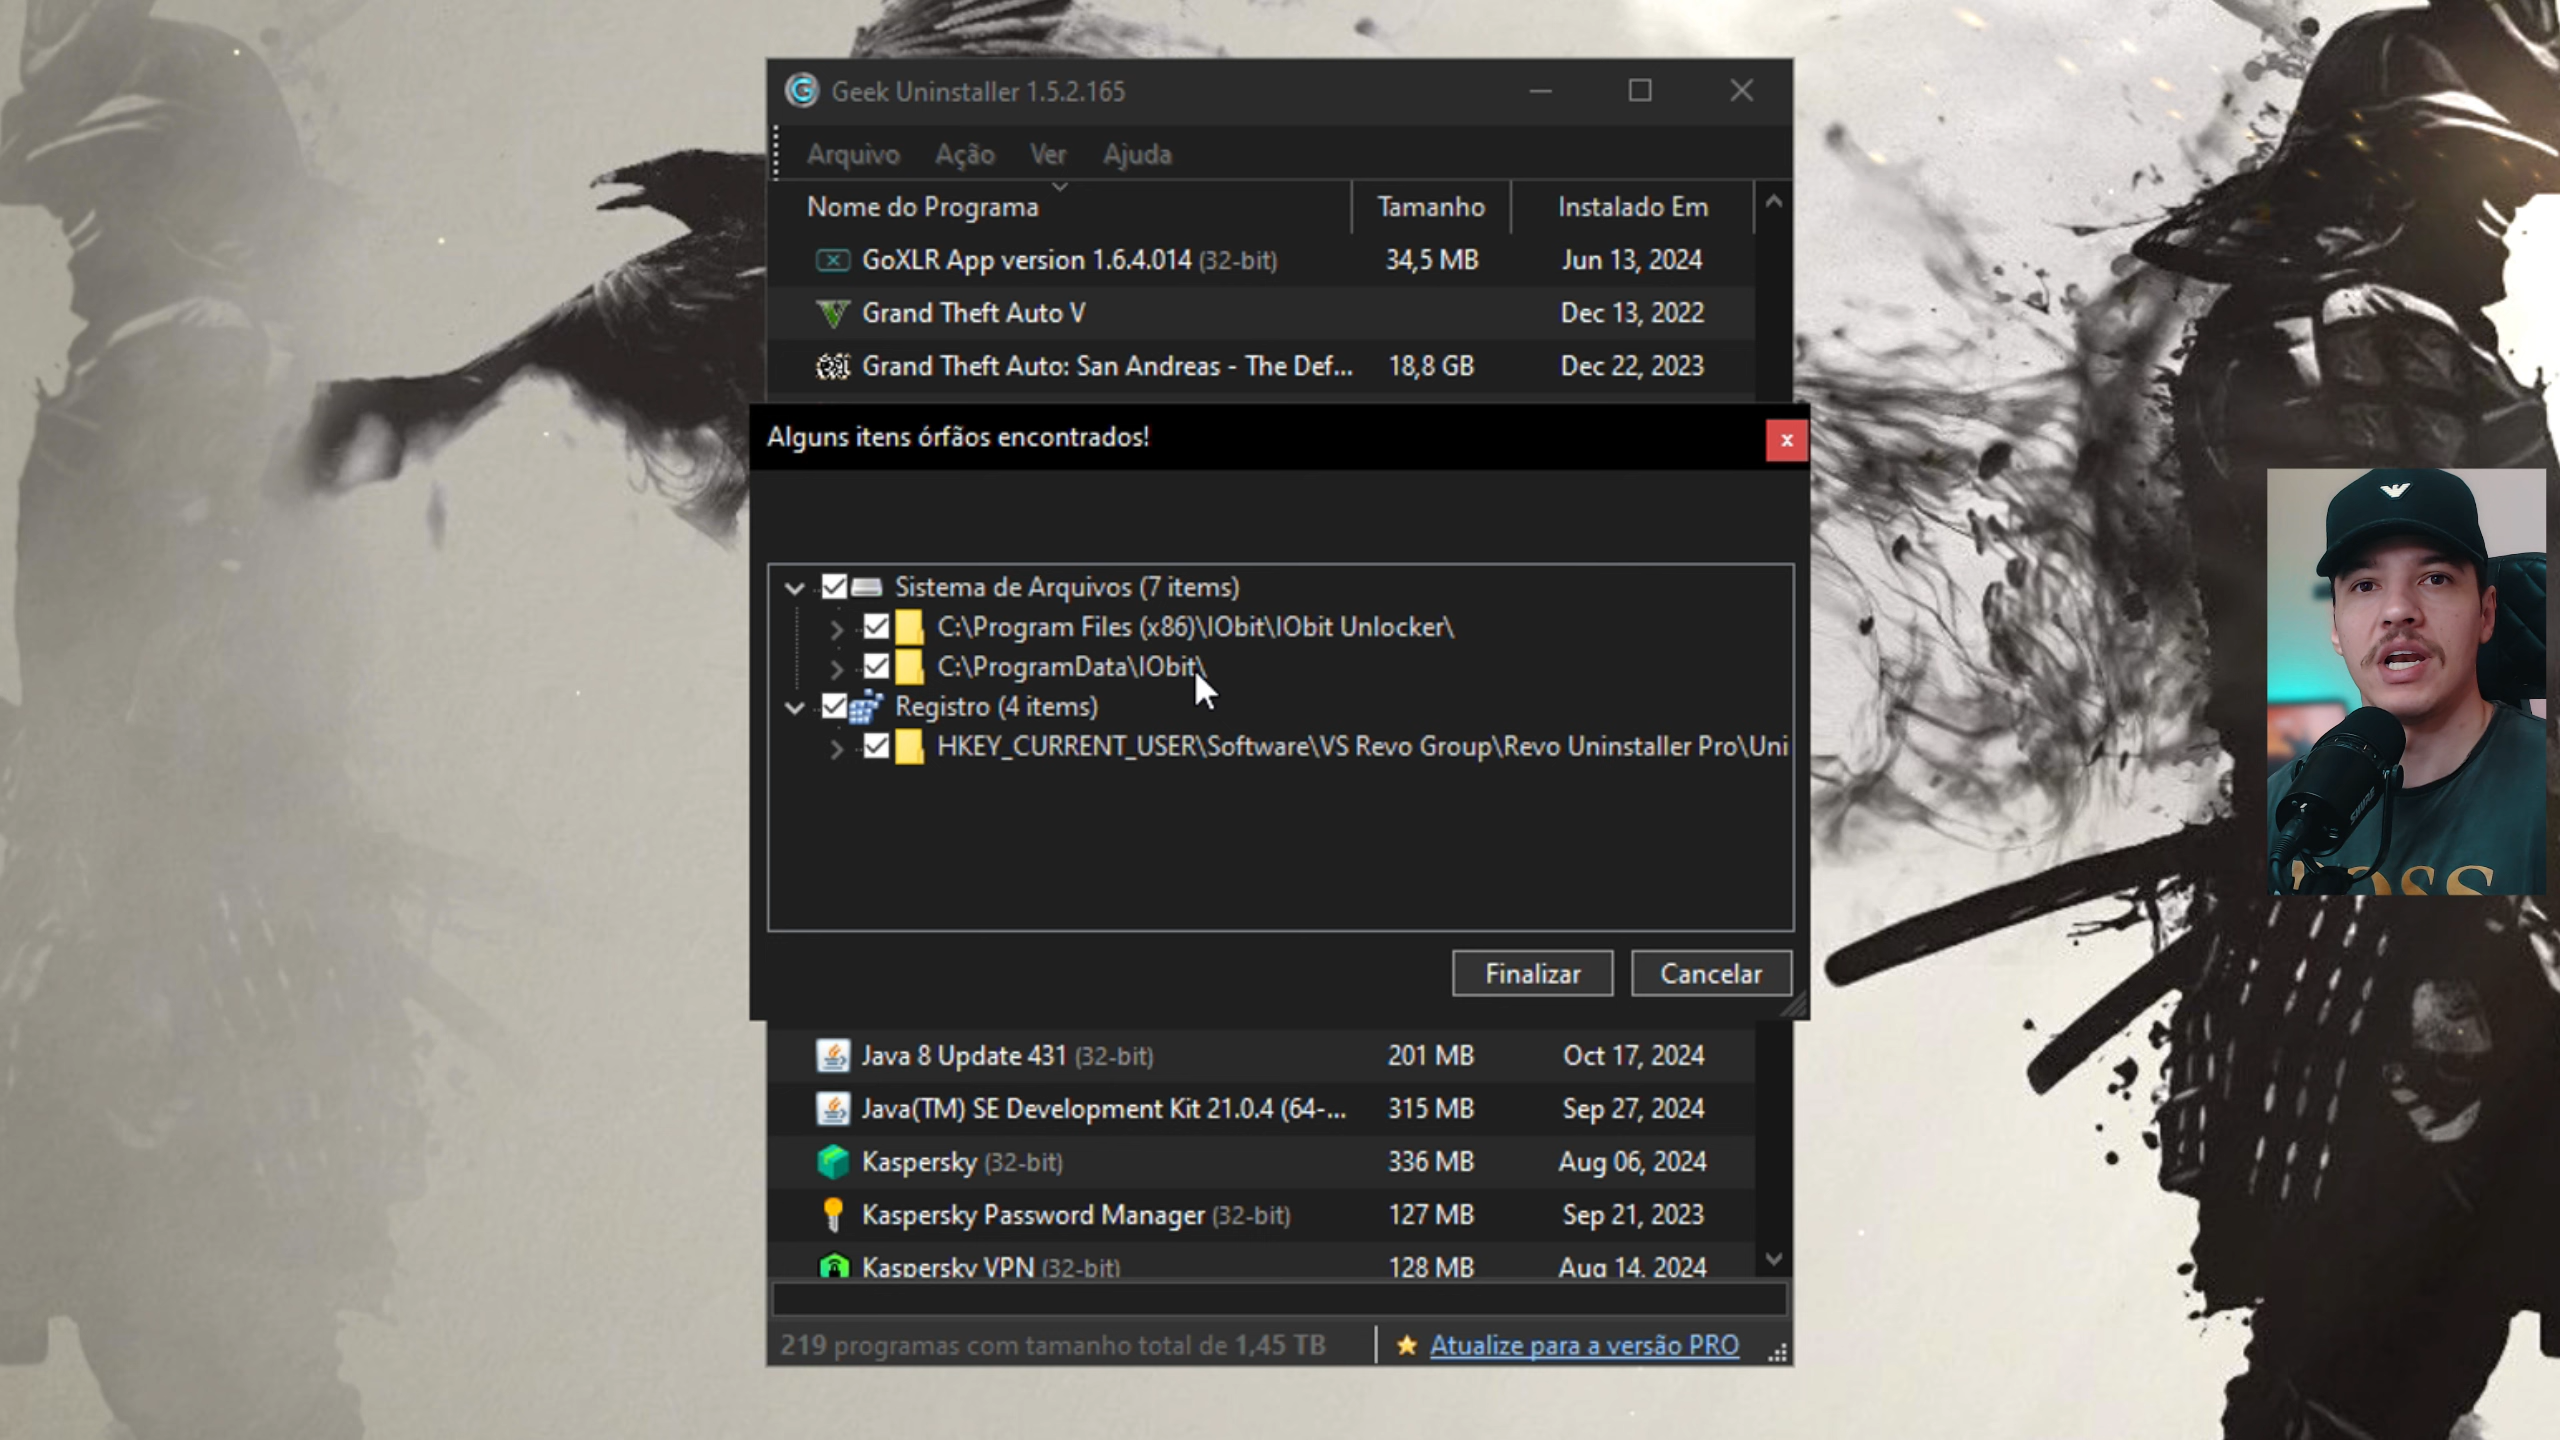 Geek Uninstaller 1.5.2.165
Arquivo Ação Ver Ajuda
Nome do Programa Tamanho Instalado Em
GoXLR App version 1.6.4.014 (32-bit) 34,5 MB Jun 13, 2024
Grand Theft Auto V Dec 13, 2022
Grand Theft Auto: San Andreas - The Def... 18,8 GB Dec 22, 2023
Alguns itens órfãos encontrados!
x
Sistema de Arquivos (7 items)
C:\Program Files (x86)\IObit\IObit Unlocker\
C:\ProgramData\IObit\
Registro (4 items)
HKEY_CURRENT_USER\Software\VS Revo Group\Revo Uninstaller Pro\Uni
Finalizar Cancelar
Java 8 Update 431 (32-bit) 201 MB Oct 17, 2024
Java(TM) SE Development Kit 21.0.4 (64-... 315 MB Sep 27, 2024
Kaspersky (32-bit) 336 MB Aug 06, 2024
Kaspersky Password Manager (32-bit) 127 MB Sep 21, 2023
Kaspersky VPN (32-bit) 128 MB Aug 14, 2024
219 programas com tamanho total de 1,45 TB Atualize para a versão PRO
SHURE
BOSS